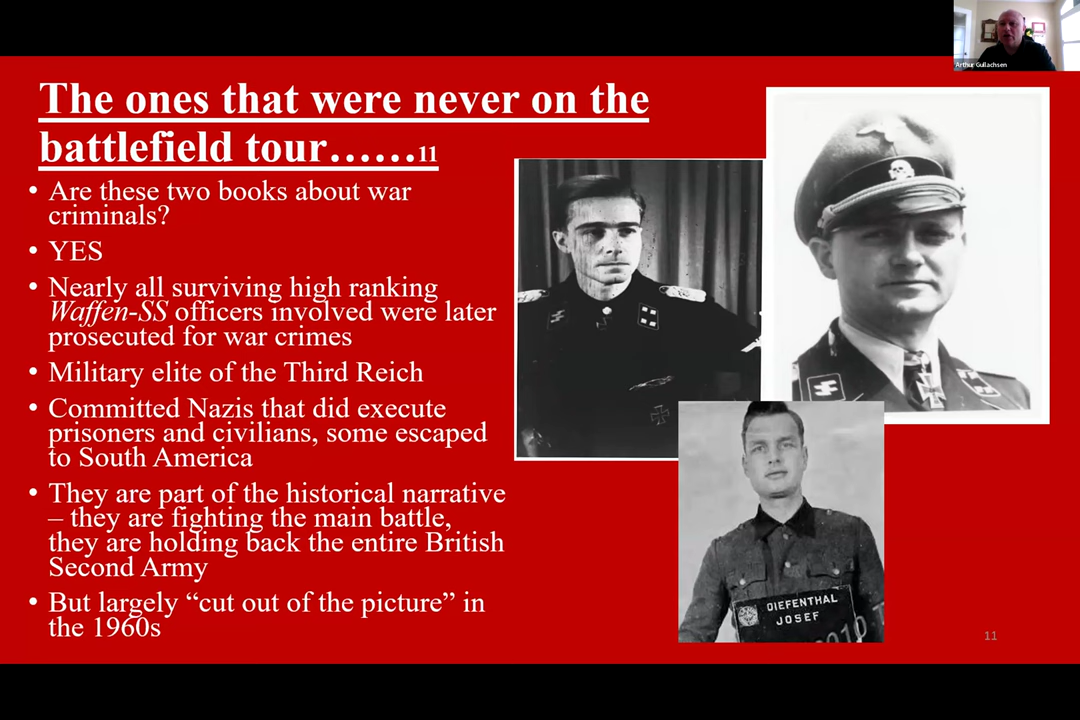 Arthur Gullachsen
The ones that were never on the
battlefield tour……11
• Are these two books about war
criminals?
• YES
• Nearly all surviving high ranking
Waffen-SS officers involved were later
prosecuted for war crimes
• Military elite of the Third Reich
• Committed Nazis that did execute
prisoners and civilians, some escaped
to South America
• They are part of the historical narrative
– they are fighting the main battle,
they are holding back the entire British
Second Army
• But largely “cut out of the picture” in
the 1960s
DIEFENTHAL
JOSEF
11